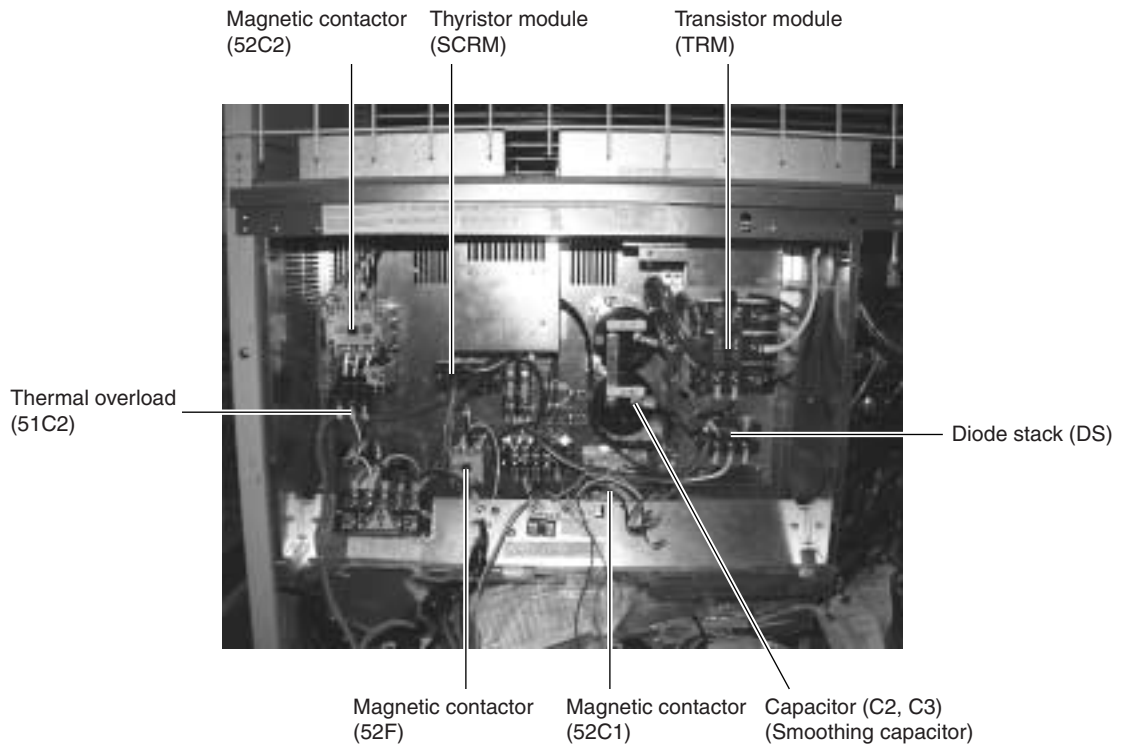 Magnetic contactor
(52C2)
Thyristor module
(SCRM)
Transistor module
(TRM)
Thermal overload
(51C2)
Diode stack (DS)
Magnetic contactor
(52F)
Magnetic contactor
(52C1)
Capacitor (C2, C3)
(Smoothing capacitor)